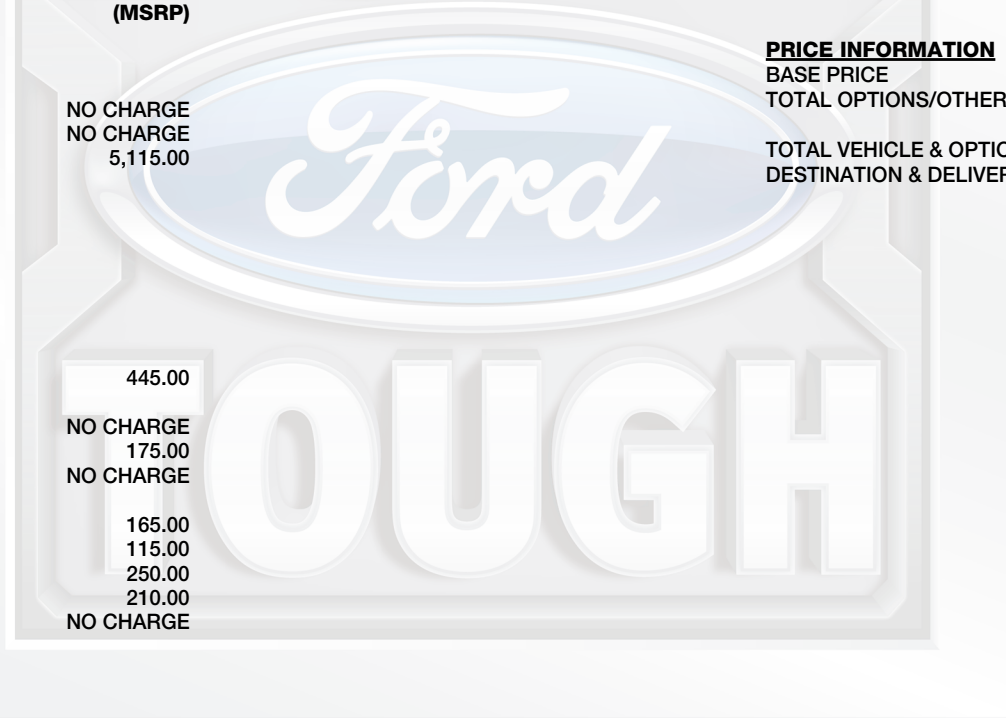 (MSRP)
NO CHARGE
NO CHARGE
5,115.00
445.00
NO CHARGE
175.00
NO CHARGE
165.00
115.00
250.00
210.00
NO CHARGE
PRICE INFORMATION
BASE PRICE
TOTAL OPTIONS/OTHER
TOTAL VEHICLE & OPTIO
DESTINATION & DELIVER
Ford
TOUGH